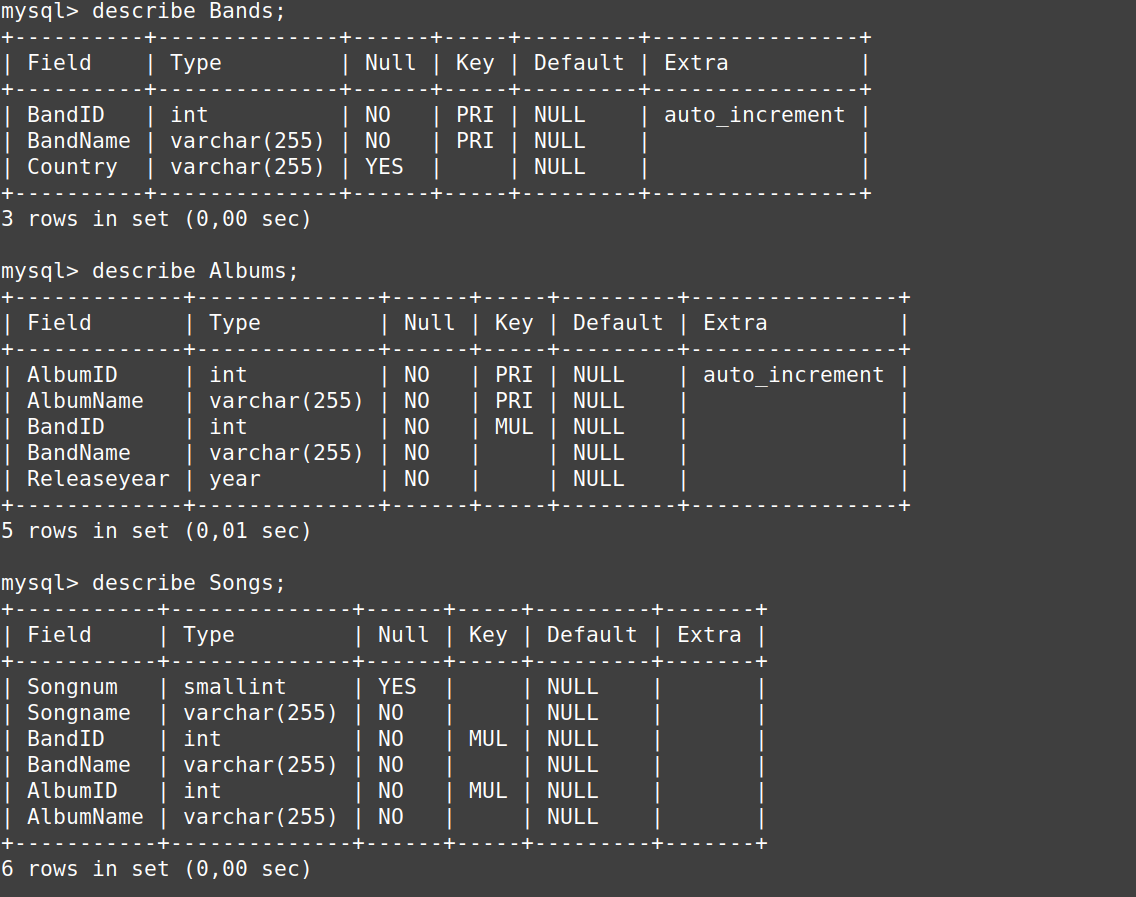 mysql> describe Bands;
+----------+--------------+------+-----+---------+----------------+
| Field    | Type         | Null | Key | Default | Extra          |
+----------+--------------+------+-----+---------+----------------+
| BandID   | int          | NO   | PRI | NULL    | auto_increment |
| BandName | varchar(255) | NO   | PRI | NULL    |                |
| Country  | varchar(255) | YES  |     | NULL    |                |
+----------+--------------+------+-----+---------+----------------+
3 rows in set (0,00 sec)

mysql> describe Albums;
+-------------+--------------+------+-----+---------+----------------+
| Field       | Type         | Null | Key | Default | Extra          |
+-------------+--------------+------+-----+---------+----------------+
| AlbumID     | int          | NO   | PRI | NULL    | auto_increment |
| AlbumName   | varchar(255) | NO   | PRI | NULL    |                |
| BandID      | int          | NO   | MUL | NULL    |                |
| BandName    | varchar(255) | NO   |     | NULL    |                |
| Releaseyear | year         | NO   |     | NULL    |                |
+-------------+--------------+------+-----+---------+----------------+
5 rows in set (0,01 sec)

mysql> describe Songs;
+-----------+--------------+------+-----+---------+-------+
| Field     | Type         | Null | Key | Default | Extra |
+-----------+--------------+------+-----+---------+-------+
| Songnum   | smallint     | YES  |     | NULL    |       |
| Songname  | varchar(255) | NO   |     | NULL    |       |
| BandID    | int          | NO   | MUL | NULL    |       |
| BandName  | varchar(255) | NO   |     | NULL    |       |
| AlbumID   | int          | NO   | MUL | NULL    |       |
| AlbumName | varchar(255) | NO   |     | NULL    |       |
+-----------+--------------+------+-----+---------+-------+
6 rows in set (0,00 sec)